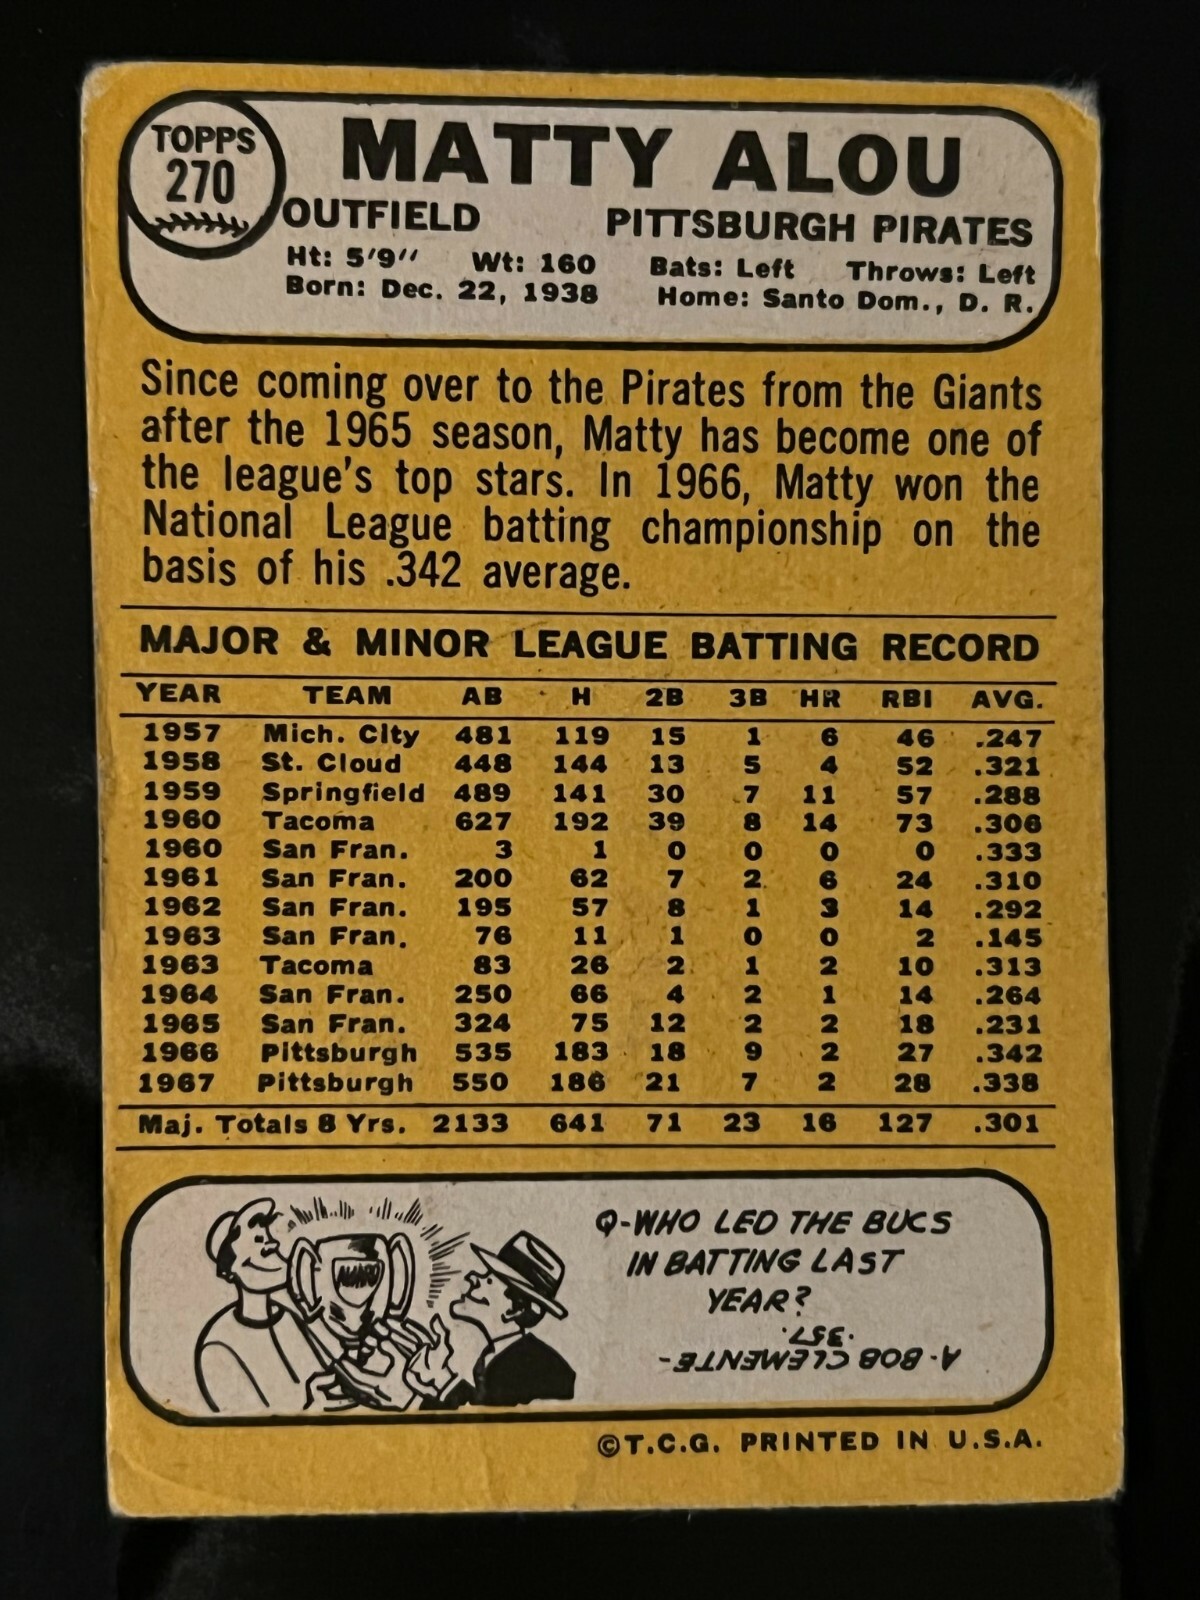 TOPPS
270
MATTY ALOU
OUTFIELD PITTSBURGH PIRATES
Ht: 5'9" Wt: 160 Bats: Left Throws: Left
Born: Dec. 22, 1938 Home: Santo Dom., D. R.
Since coming over to the Pirates from the Giants
after the 1965 season, Matty has become one of
the league's top stars. In 1966, Matty won the
National League batting championship on the
basis of his .342 average.
MAJOR & MINOR LEAGUE BATTING RECORD
YEAR TEAM AB H 2B 3B HR RBI AVG.
1957 Mich. City 481 119 15 1 6 46 .247
1958 St. Cloud 448 144 13 5 4 52 .321
1959 Springfield 489 141 30 7 11 57 .288
1960 Tacoma 627 192 39 8 14 73 .306
1960 San Fran. 3 1 0 0 0 0 .333
1961 San Fran. 200 62 7 2 6 24 .310
1962 San Fran. 195 57 8 1 3 14 .292
1963 San Fran. 76 11 1 0 0 2 .145
1963 Tacoma 83 26 2 1 2 10 .313
1964 San Fran. 250 66 4 2 1 14 .264
1965 San Fran. 324 75 12 2 2 18 .231
1966 Pittsburgh 535 183 18 9 2 27 .342
1967 Pittsburgh 550 186 21 7 2 28 .338
Maj. Totals 8 Yrs. 2133 641 71 23 16 127 .301
Q-WHO LED THE BUCS
IN BATTING LAST
YEAR?
A-BOB CLEMENTE-
.357.
©T.C.G. PRINTED IN U.S.A.